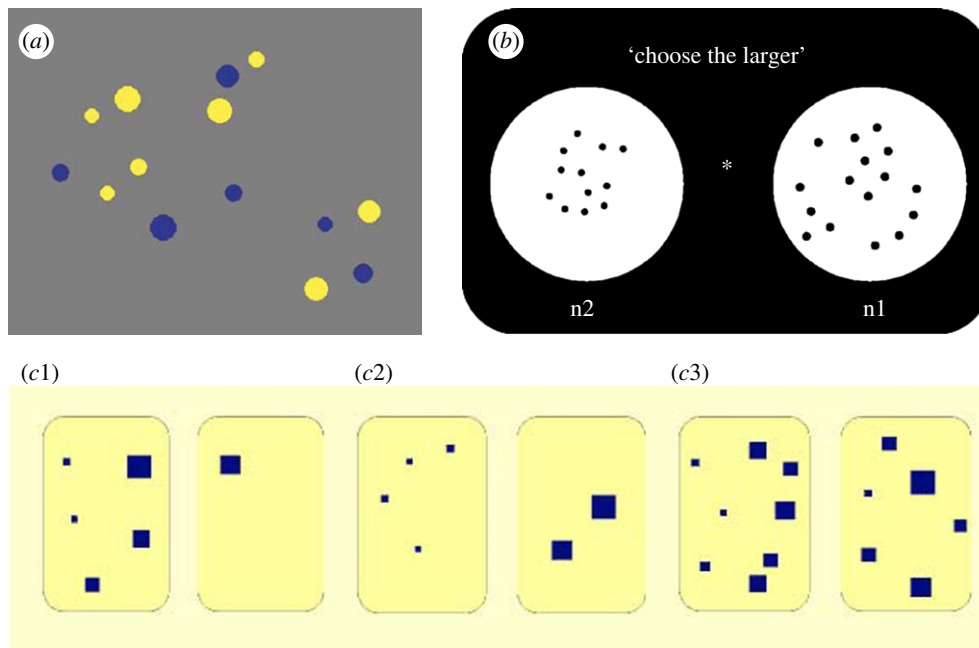 (a)
(b)
'choose the larger'
*
n2 n1
(c1) (c2) (c3)